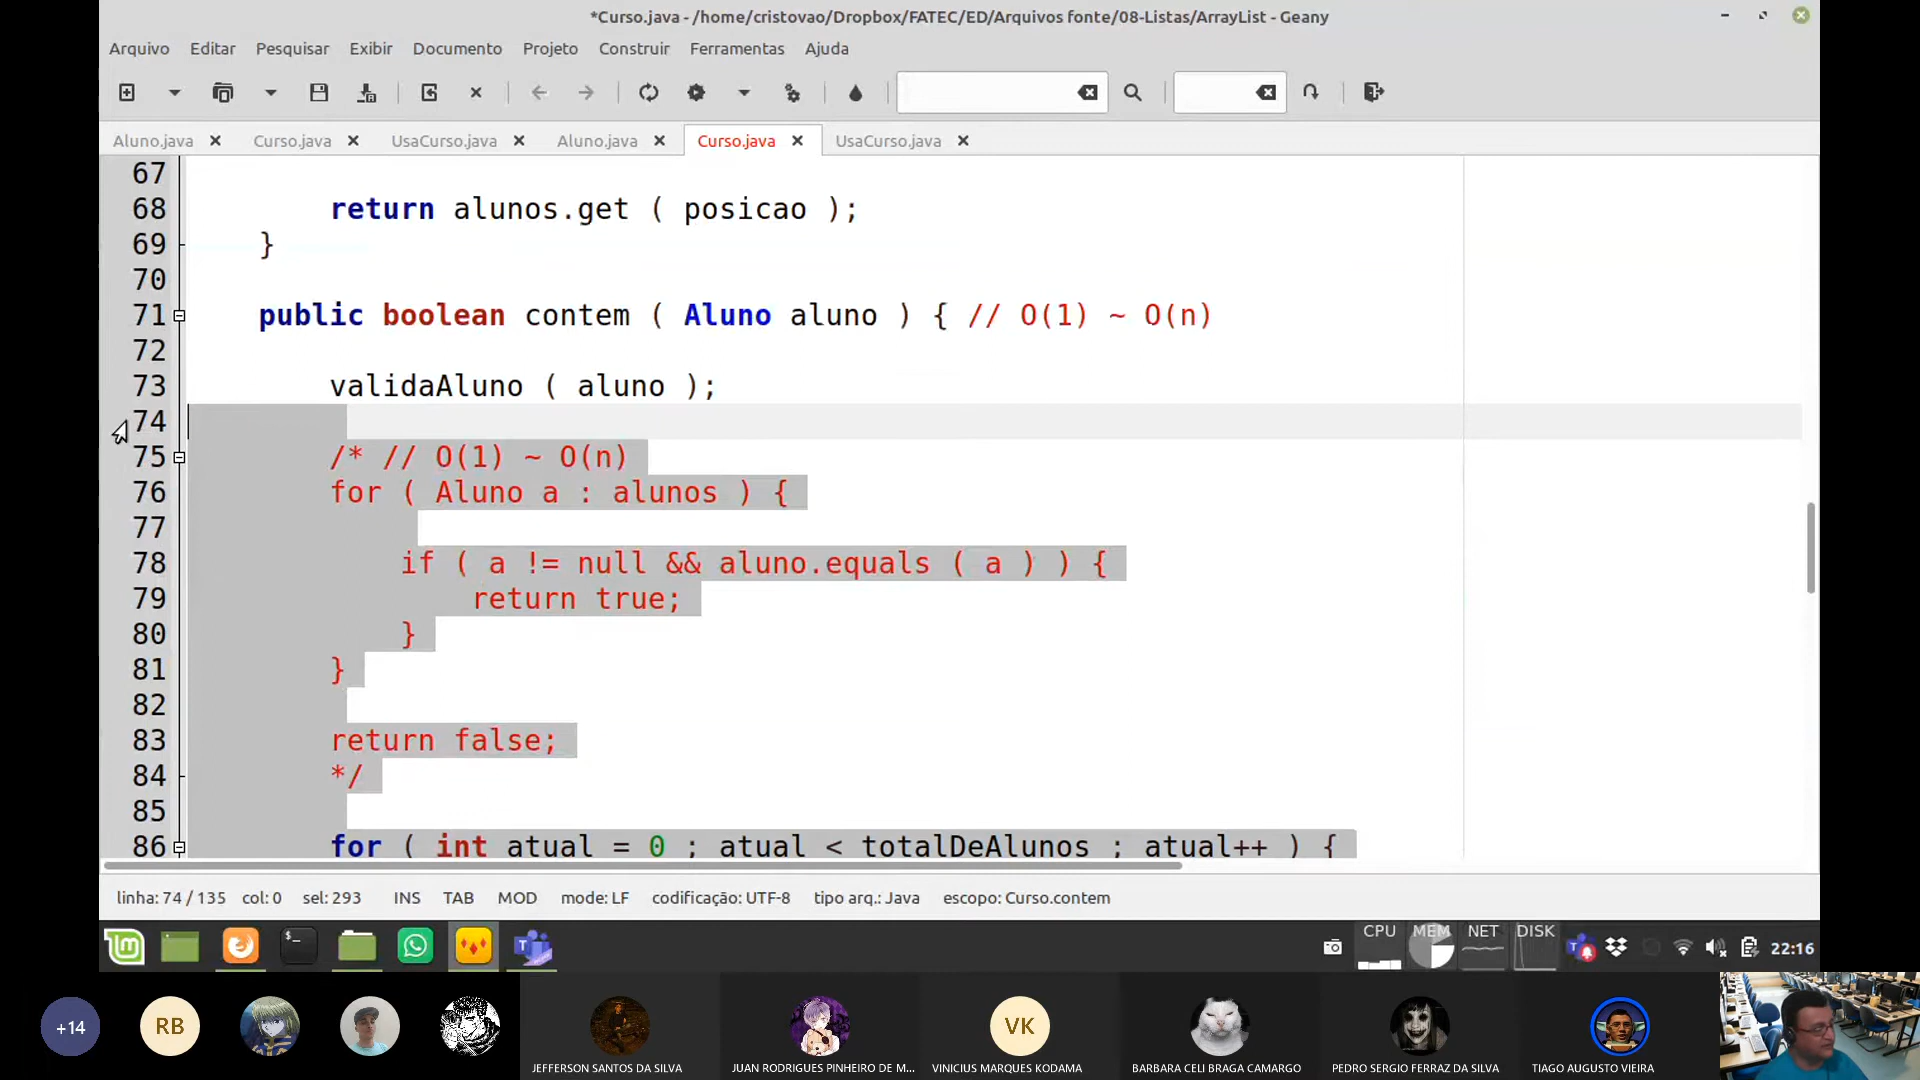 *Curso.java - /home/cristovao/Dropbox/FATEC/ED/Arquivos fonte/08-Listas/ArrayList - Geany
Arquivo Editar Pesquisar Exibir Documento Projeto Construir Ferramentas Ajuda
Aluno.java Curso.java UsaCurso.java Aluno.java Curso.java UsaCurso.java
67
68 return alunos.get ( posicao );
69 }
70
71 public boolean contem ( Aluno aluno ) { // O(1) ~ O(n)
72
73 validaAluno ( aluno );
74
75 /* // O(1) ~ O(n)
76 for ( Aluno a : alunos ) {
77
78 if ( a != null && aluno.equals ( a ) ) {
79 return true;
80 }
81 }
82
83 return false;
84 */
85
86 for ( int atual = 0 ; atual < totalDeAlunos ; atual++ ) {
linha: 74 / 135 col: 0 sel: 293 INS TAB MOD mode: LF codificação: UTF-8 tipo arq.: Java escopo: Curso.contem
CPU MEM NET DISK 22:16
+14 RB VK
JEFFERSON SANTOS DA SILVA JUAN RODRIGUES PINHEIRO DE M... VINICIUS MARQUES KODAMA BARBARA CELI BRAGA CAMARGO PEDRO SERGIO FERRAZ DA SILVA TIAGO AUGUSTO VIEIRA